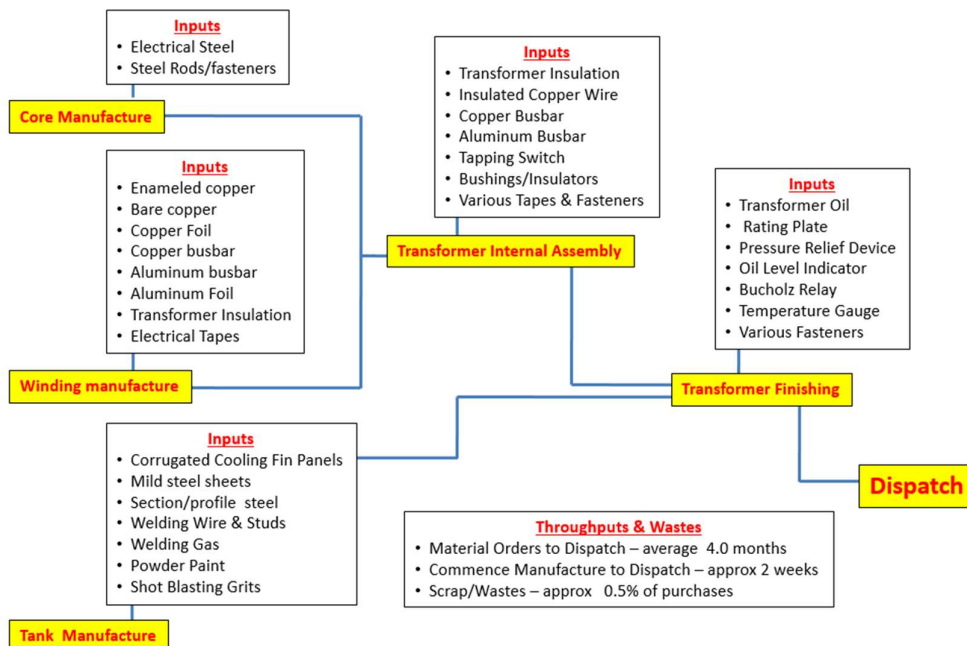 Inputs
• Electrical Steel
• Steel Rods/fasteners
Core Manufacture
Inputs
• Enameled copper
• Bare copper
• Copper Foil
• Copper busbar
• Aluminum busbar
• Aluminum Foil
• Transformer Insulation
• Electrical Tapes
Winding manufacture
Inputs
• Corrugated Cooling Fin Panels
• Mild steel sheets
• Section/profile steel
• Welding Wire & Studs
• Welding Gas
• Powder Paint
• Shot Blasting Grits
Tank Manufacture
Inputs
• Transformer Insulation
• Insulated Copper Wire
• Copper Busbar
• Aluminum Busbar
• Tapping Switch
• Bushings/Insulators
• Various Tapes & Fasteners
Transformer Internal Assembly
Inputs
• Transformer Oil
• Rating Plate
• Pressure Relief Device
• Oil Level Indicator
• Bucholz Relay
• Temperature Gauge
• Various Fasteners
Transformer Finishing
Dispatch
Throughputs & Wastes
• Material Orders to Dispatch – average 4.0 months
• Commence Manufacture to Dispatch – approx 2 weeks
• Scrap/Wastes – approx 0.5% of purchases